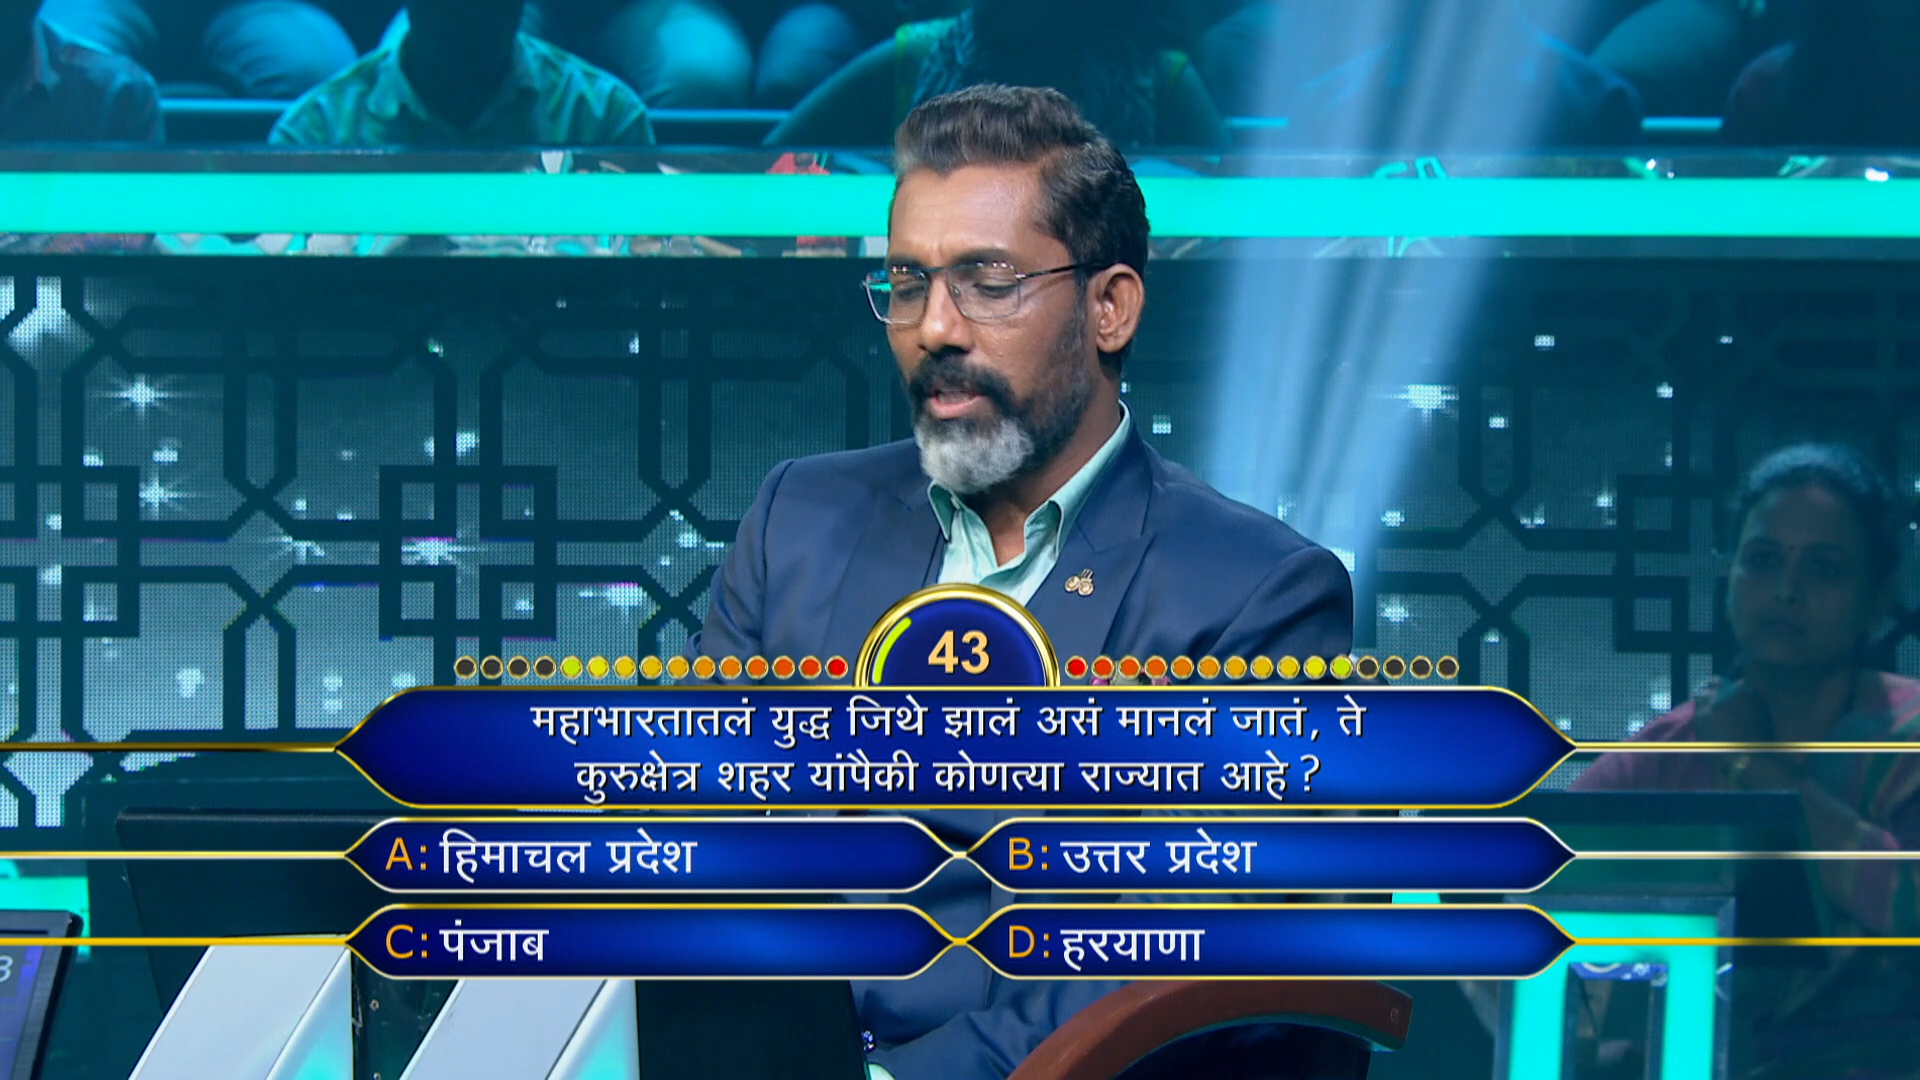 43
महाभारतातलं युद्ध जिथे झालं असं मानलं जातं, ते
कुरुक्षेत्र शहर यांपैकी कोणत्या राज्यात आहे ?
A: हिमाचल प्रदेश
B: उत्तर प्रदेश
C: पंजाब
D: हरयाणा